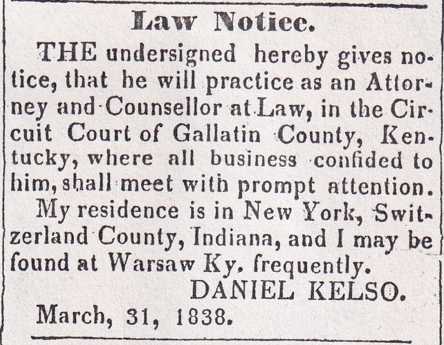 Law Notice.
THE undersigned hereby gives no-
tice, that he will practice as an Attor-
ney and Counsellor at Law, in the Cir-
cuit Court of Gallatin County, Ken-
tucky, where all business confided to
him, shall meet with prompt attention.
My residence is in New York, Swit-
zerland County, Indiana, and I may be
found at Warsaw Ky. frequently.
DANIEL KELSO.
March, 31, 1838.